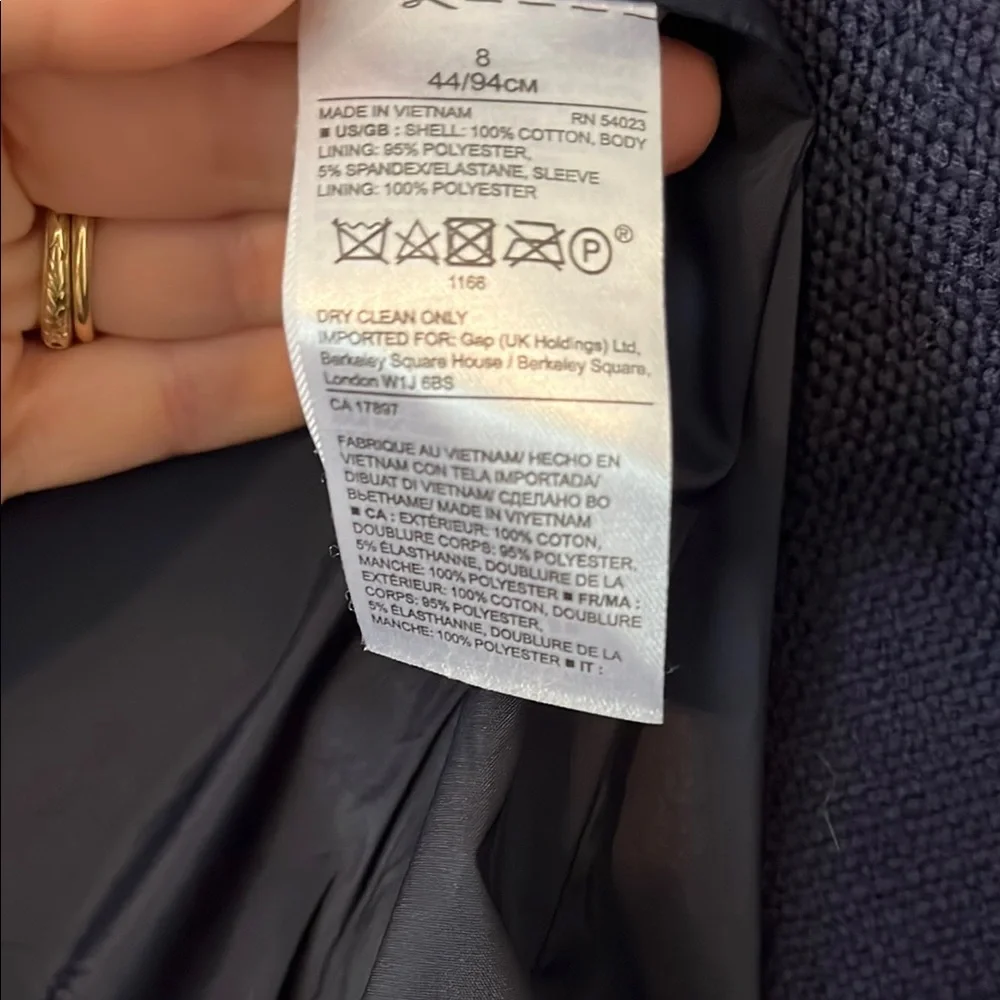 8
44/94CM
MADE IN VIETNAM RN 54023
■ US/GB : SHELL: 100% COTTON, BODY
LINING: 95% POLYESTER,
5% SPANDEX/ELASTANE, SLEEVE
LINING: 100% POLYESTER
P ®
1166
DRY CLEAN ONLY
IMPORTED FOR: Gap (UK Holdings) Ltd,
Berkeley Square House / Berkeley Square,
London W1J 6BS
CA 17897
FABRIQUE AU VIETNAM/ HECHO EN
VIETNAM CON TELA IMPORTADA/
DIBUAT DI VIETNAM/ СДЕЛАНО ВО
ВЬЕТНАМЕ/ MADE IN VIYETNAM
■ CA : EXTÉRIEUR: 100% COTON,
DOUBLURE CORPS: 95% POLYESTER,
5% ÉLASTHANNE, DOUBLURE DE LA
MANCHE: 100% POLYESTER ■ FR/MA :
EXTÉRIEUR: 100% COTON, DOUBLURE
CORPS: 95% POLYESTER,
5% ÉLASTHANNE, DOUBLURE DE LA
MANCHE: 100% POLYESTER ■ IT :